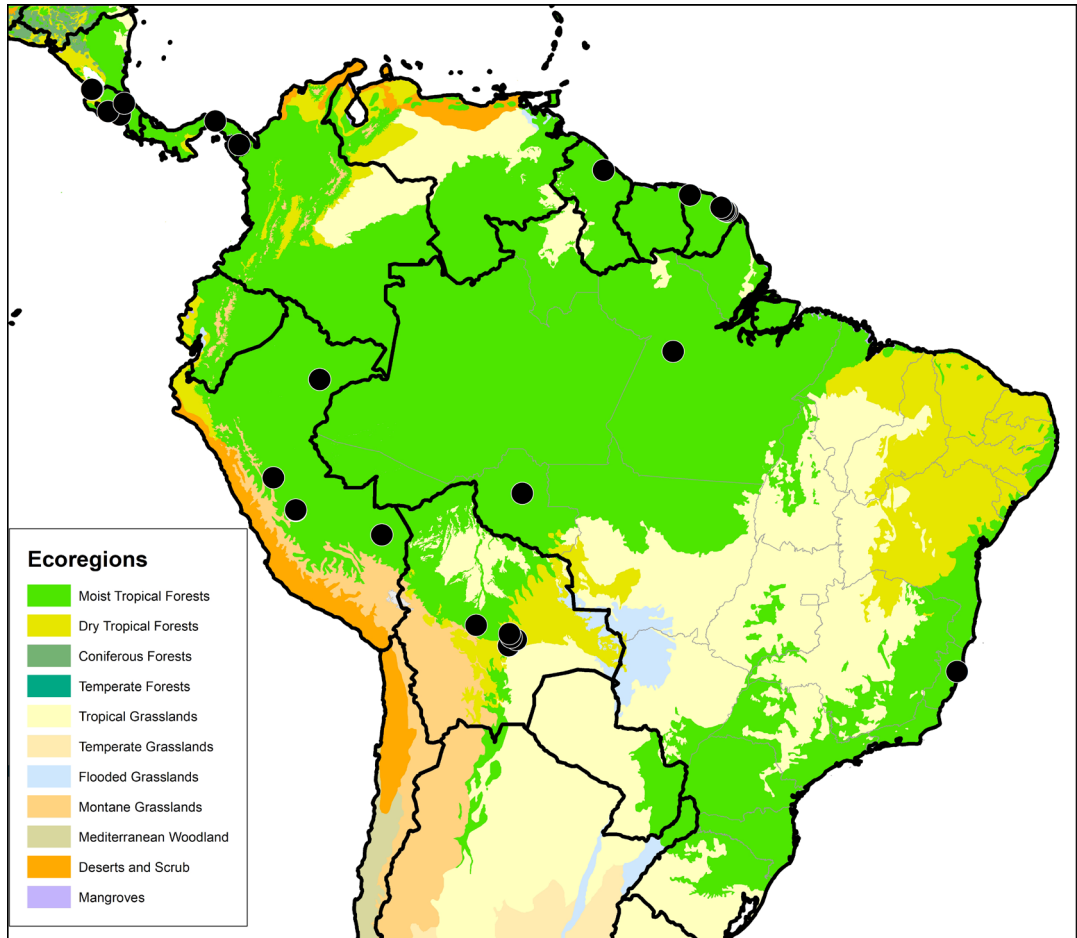 Ecoregions
Moist Tropical Forests
Dry Tropical Forests
Coniferous Forests
Temperate Forests
Tropical Grasslands
Temperate Grasslands
Flooded Grasslands
Montane Grasslands
Mediterranean Woodland
Deserts and Scrub
Mangroves